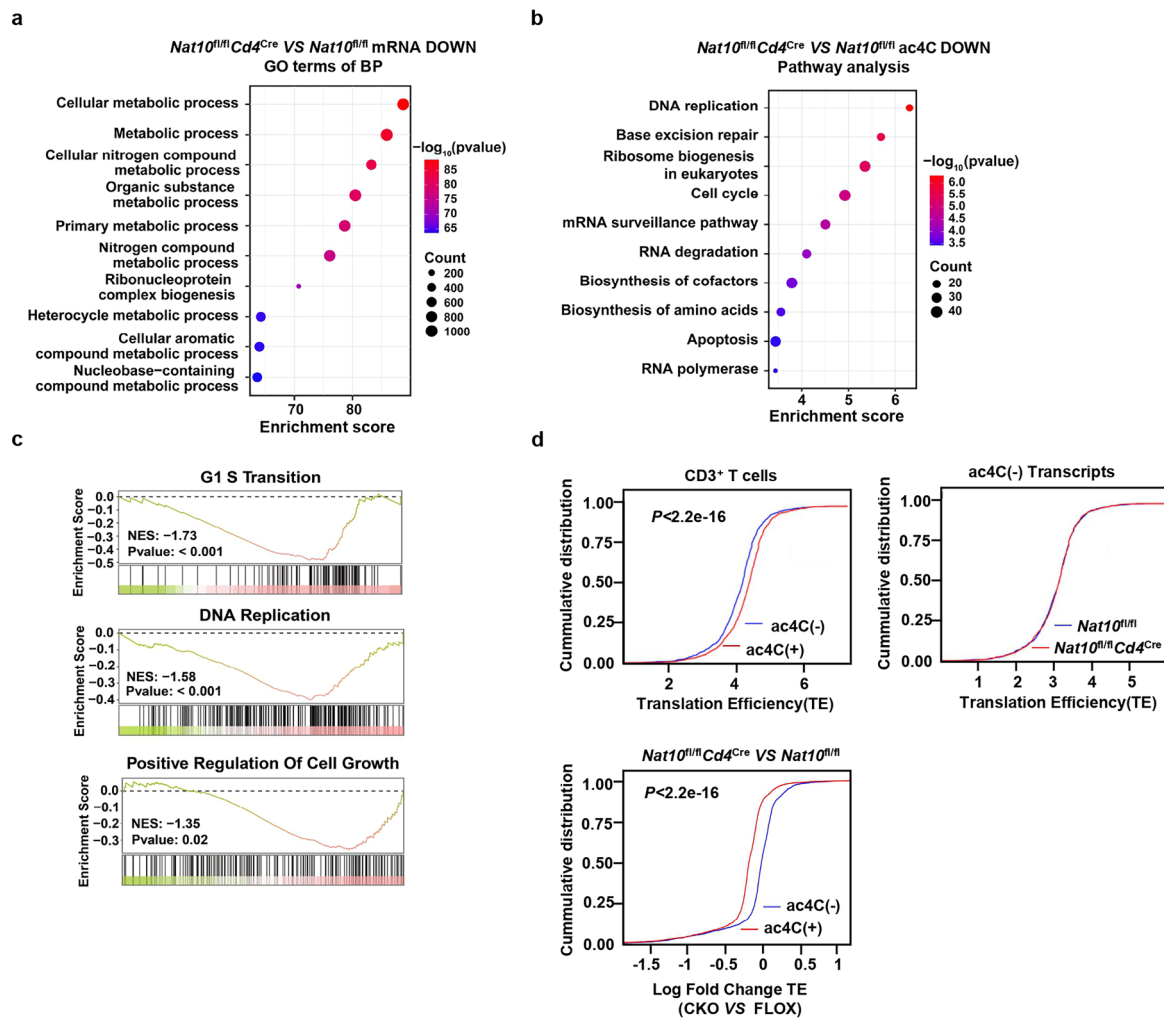 a
Nat10fl/flCd4Cre VS Nat10fl/fl mRNA DOWN
GO terms of BP
Cellular metabolic process
Metabolic process
Cellular nitrogen compound
metabolic process
Organic substance
metabolic process
Primary metabolic process
Nitrogen compound
metabolic process
Ribonucleoprotein
complex biogenesis
Heterocycle metabolic process
Cellular aromatic
compound metabolic process
Nucleobase−containing
compound metabolic process
70 80
Enrichment score
−log10(pvalue)
85
80
75
70
65
Count
200
400
600
800
1000
b
Nat10fl/flCd4Cre VS Nat10fl/fl ac4C DOWN
Pathway analysis
DNA replication
Base excision repair
Ribosome biogenesis
in eukaryotes
Cell cycle
mRNA surveillance pathway
RNA degradation
Biosynthesis of cofactors
Biosynthesis of amino acids
Apoptosis
RNA polymerase
4 5 6
Enrichment score
−log10(pvalue)
6.0
5.5
5.0
4.5
4.0
3.5
Count
20
30
40
c
G1 S Transition
Enrichment Score
0.0
−0.1
−0.2
−0.3
−0.4
−0.5
NES: −1.73
Pvalue: < 0.001
DNA Replication
Enrichment Score
0.0
−0.1
−0.2
−0.3
−0.4
NES: −1.58
Pvalue: <0.001
Positive Regulation Of Cell Growth
Enrichment Score
0.0
−0.1
−0.2
−0.3
NES: −1.35
Pvalue: 0.02
d
CD3+ T cells
Cummulative distribution
1.00
0.75
0.50
0.25
0.00
P<2.2e-16
ac4C(-)
ac4C(+)
2 4 6
Translation Efficiency(TE)
ac4C(-) Transcripts
Cummulative distribution
1.00
0.75
0.50
0.25
0.00
Nat10fl/fl
Nat10fl/flCd4Cre
1 2 3 4 5
Translation Efficiency(TE)
Nat10fl/flCd4Cre VS Nat10fl/fl
Cummulative distribution
1.00
0.75
0.50
0.25
0.00
P<2.2e-16
ac4C(-)
ac4C(+)
-1.5 -1 -0.5 0 0.5 1
Log Fold Change TE
(CKO VS FLOX)